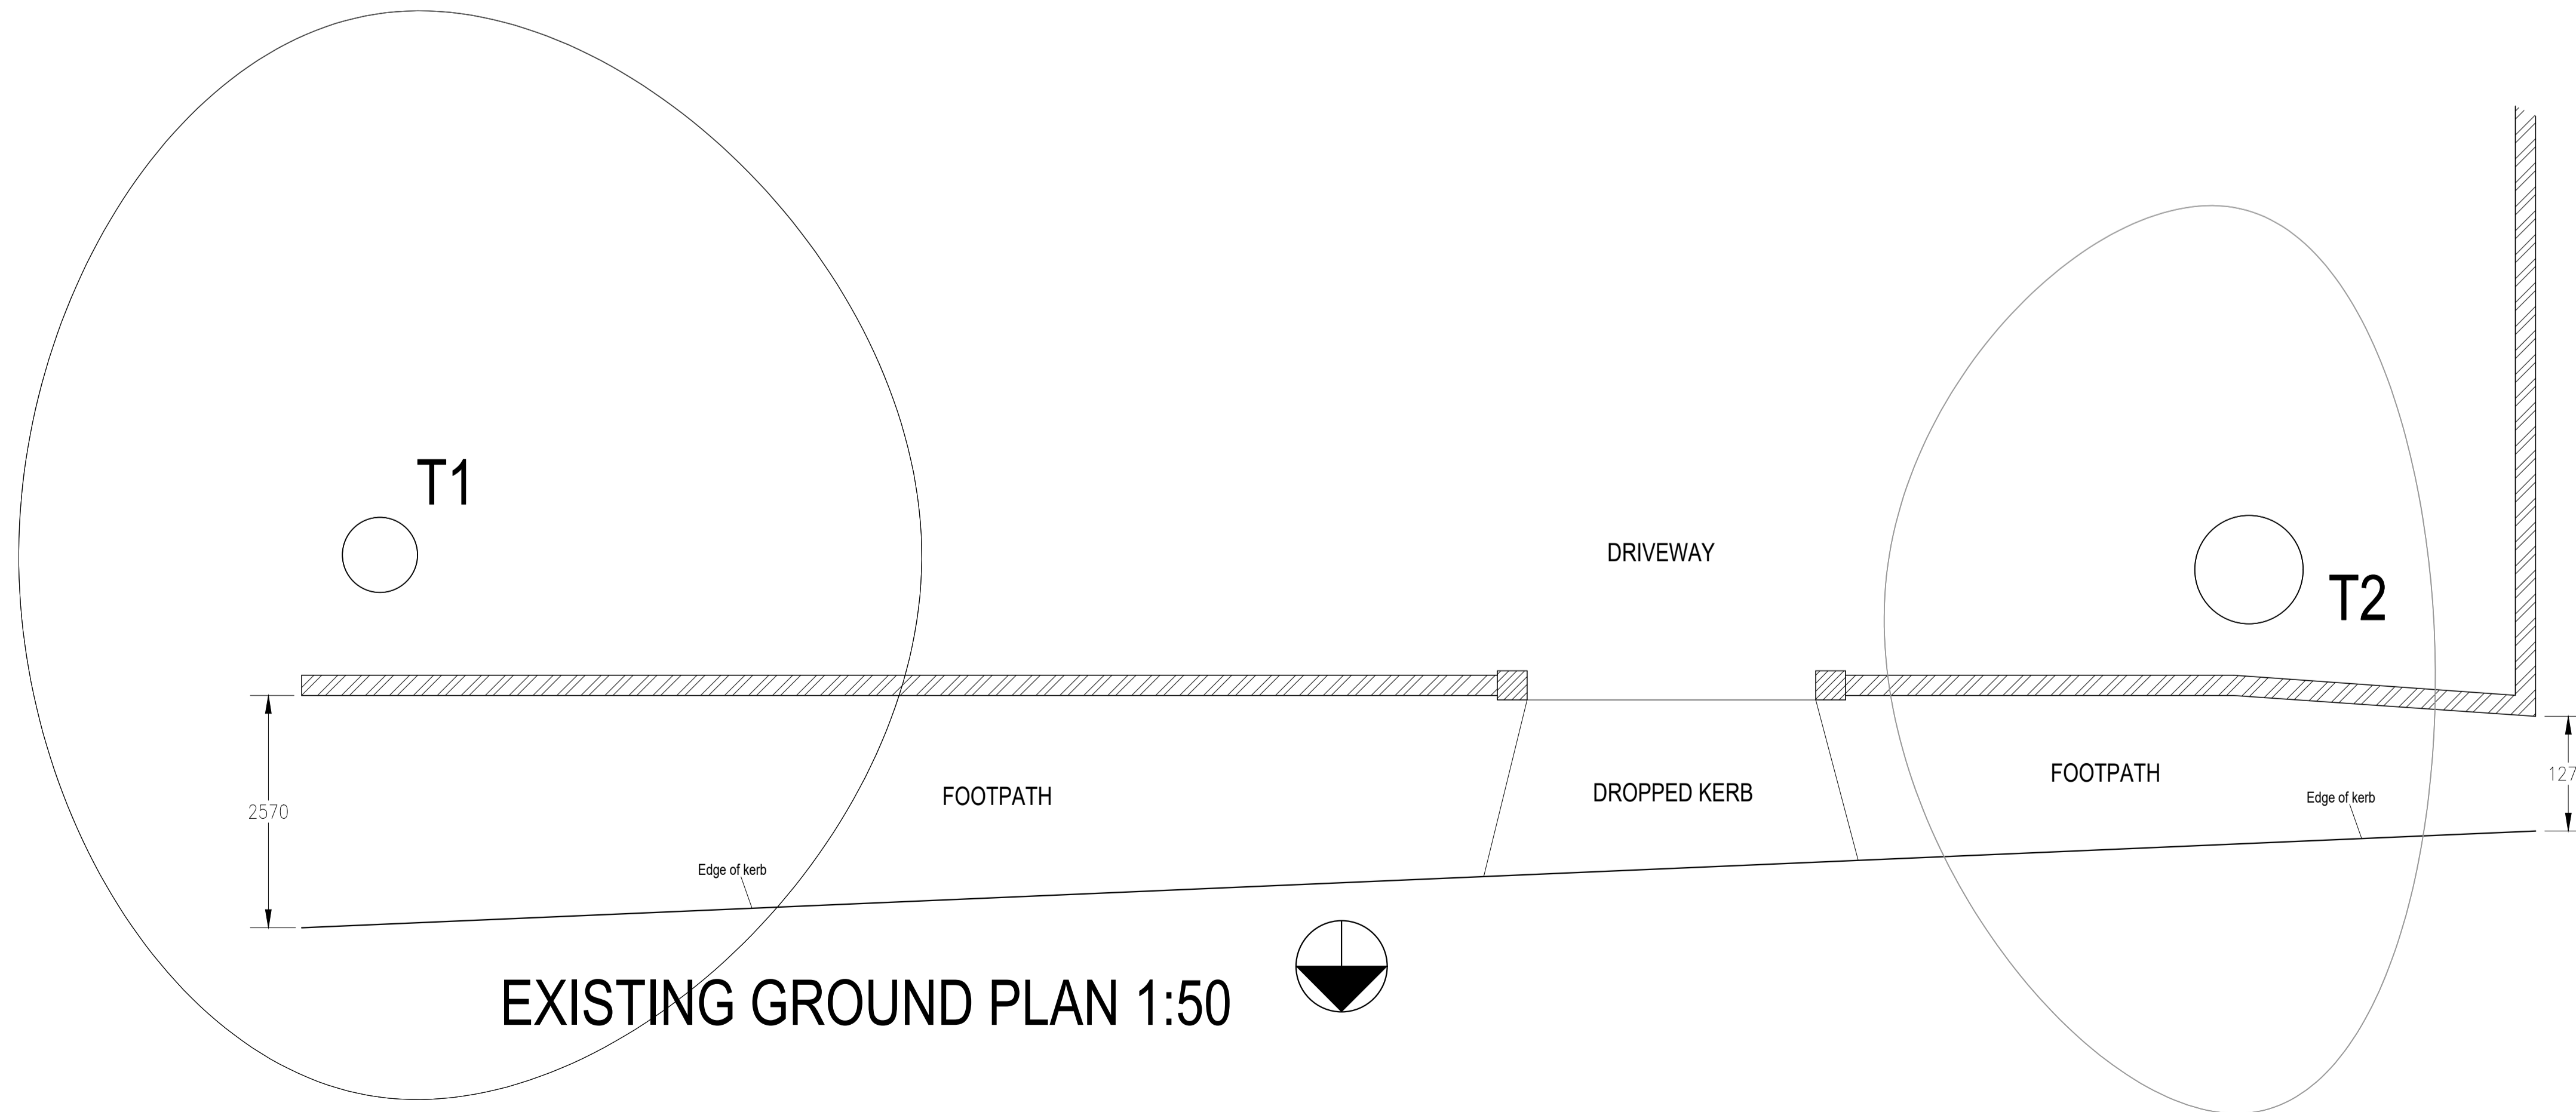 T1
DRIVEWAY
T2
FOOTPATH
DROPPED KERB
FOOTPATH
2570
Edge of kerb
Edge of kerb
EXISTING GROUND PLAN 1:50